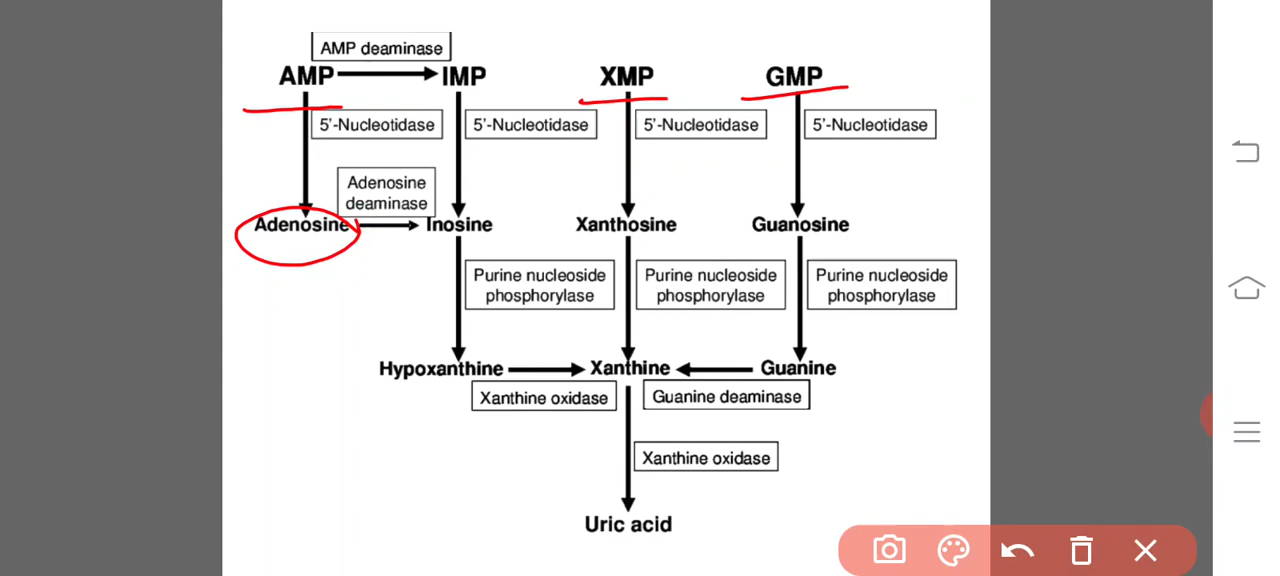 AMP deaminase
AMP IMP XMP GMP
5'-Nucleotidase 5'-Nucleotidase 5'-Nucleotidase 5'-Nucleotidase
Adenosine
deaminase
Adenosine Inosine Xanthosine Guanosine
Purine nucleoside
phosphorylase
Purine nucleoside
phosphorylase
Purine nucleoside
phosphorylase
Hypoxanthine Xanthine Guanine
Xanthine oxidase Guanine deaminase
Xanthine oxidase
Uric acid